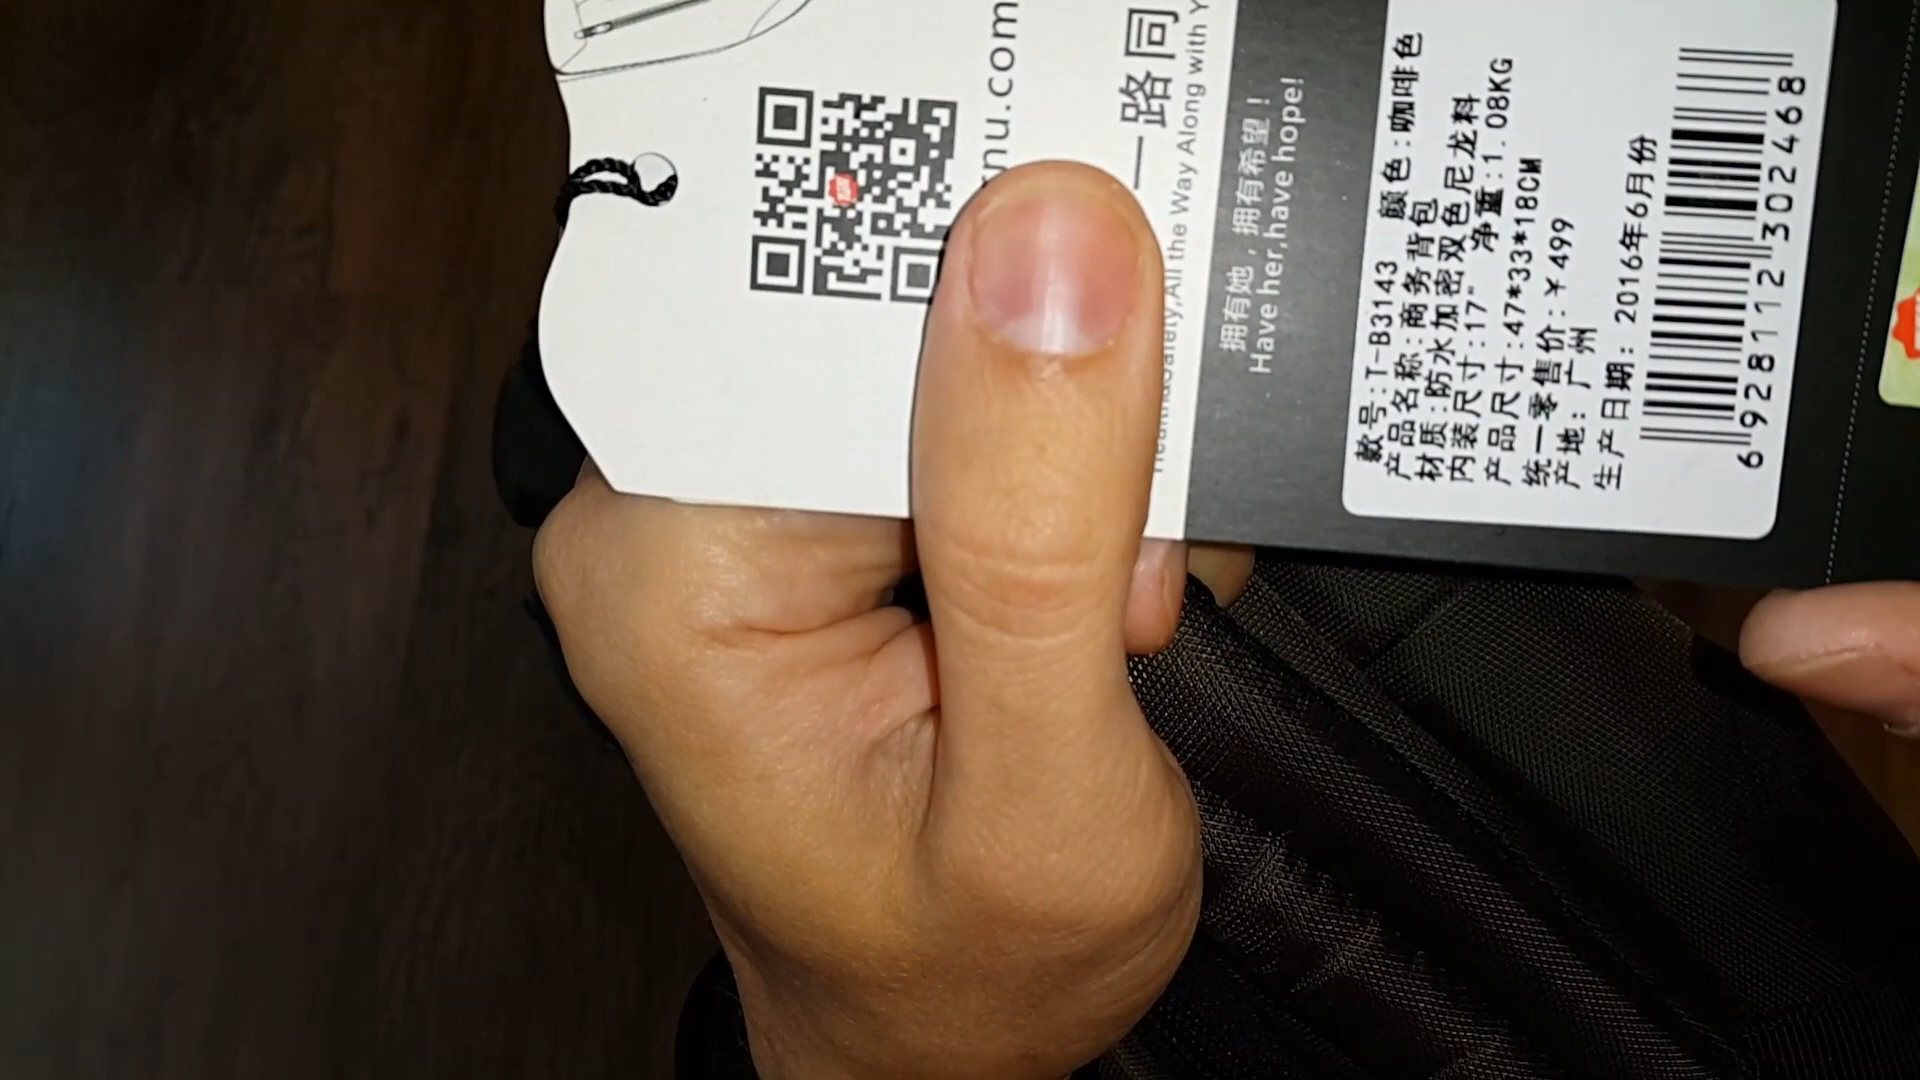 rnu.com
一路同
Safety,All the Way Along with Y
拥有她，拥有希望！
Have her,have hope!
款号:T-B3143 颜色:咖啡色
产品名称:商务背包
材质:防水加密双色尼龙料
内装尺寸:17" 净重:1.08KG
产品尺寸:47*33*18CM
统一零售价:¥499
产地:广州
生产日期:2016年6月份
6928112302468